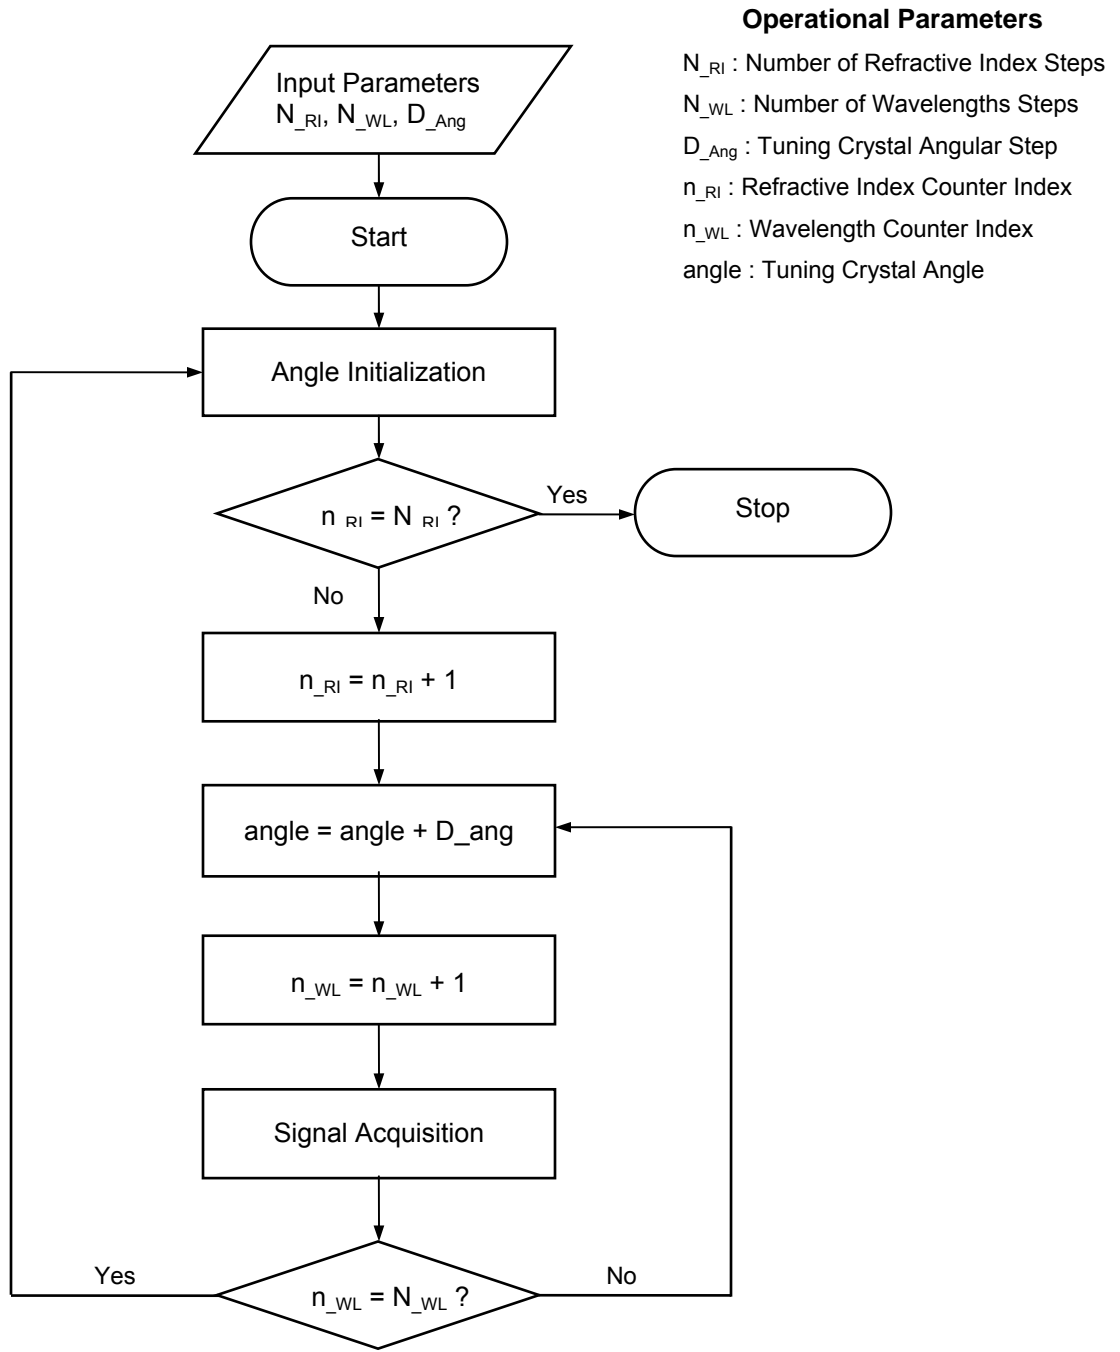 Operational Parameters
N_RI : Number of Refractive Index Steps
N_WL : Number of Wavelengths Steps
D_Ang : Tuning Crystal Angular Step
n_RI : Refractive Index Counter Index
n_WL : Wavelength Counter Index
angle : Tuning Crystal Angle
Input Parameters
N_RI, N_WL, D_Ang
Start
Angle Initialization
n_RI = N_RI ?
Yes
Stop
No
n_RI = n_RI + 1
angle = angle + D_ang
n_WL = n_WL + 1
Signal Acquisition
Yes
n_WL = N_WL ?
No